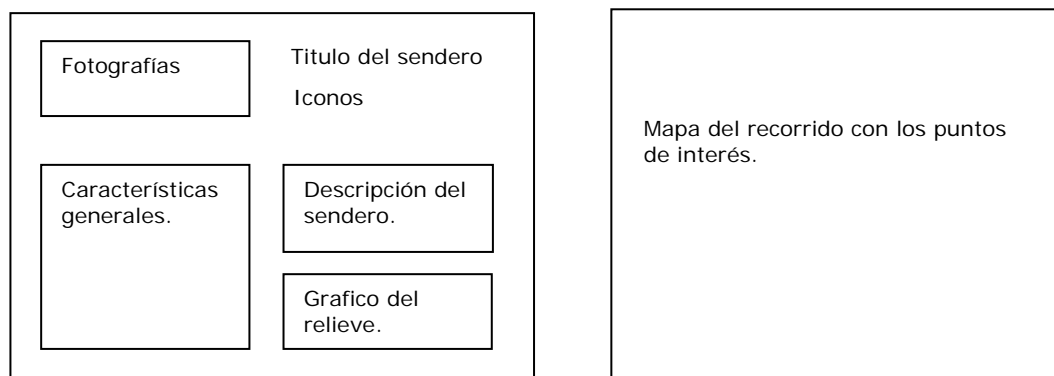 Fotografías
Titulo del sendero
Iconos
Características
generales.
Descripción del
sendero.
Grafico del
relieve.
Mapa del recorrido con los puntos
de interés.